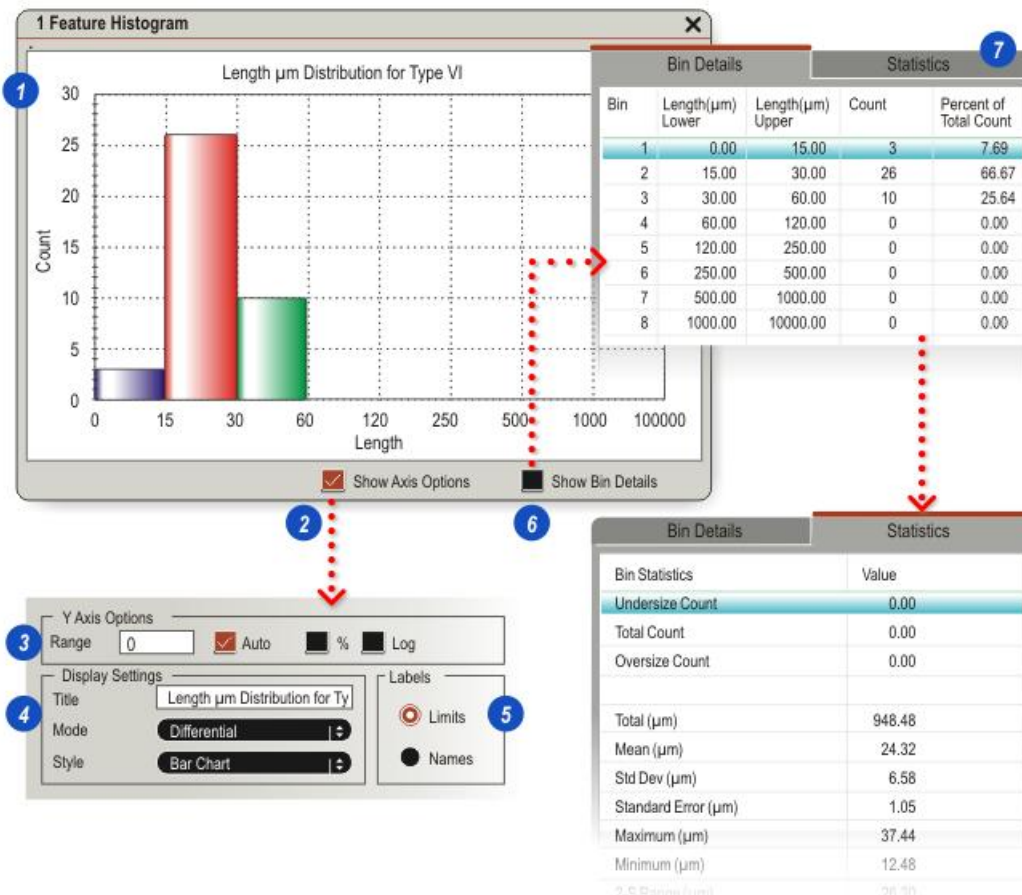 1 Feature Histogram
1
Length µm Distribution for Type VI
30
25
20
15
10
5
0
Count
0 15 30 60 120 250 500 1000 100000
Length
Show Axis Options
Show Bin Details
2
6
7
Bin Details Statistics
Bin Length(µm) Length(µm) Count Percent of
Lower Upper Total Count
1 0.00 15.00 3 7.69
2 15.00 30.00 26 66.67
3 30.00 60.00 10 25.64
4 60.00 120.00 0 0.00
5 120.00 250.00 0 0.00
6 250.00 500.00 0 0.00
7 500.00 1000.00 0 0.00
8 1000.00 10000.00 0 0.00
Y Axis Options
3
Range 0 Auto % Log
Display Settings
4
Title Length µm Distribution for Ty
Mode Differential
Style Bar Chart
Labels
Limits
5
Names
Bin Details Statistics
Bin Statistics Value
Undersize Count 0.00
Total Count 0.00
Oversize Count 0.00
Total (µm) 948.48
Mean (µm) 24.32
Std Dev (µm) 6.58
Standard Error (µm) 1.05
Maximum (µm) 37.44
Minimum (µm) 12.48